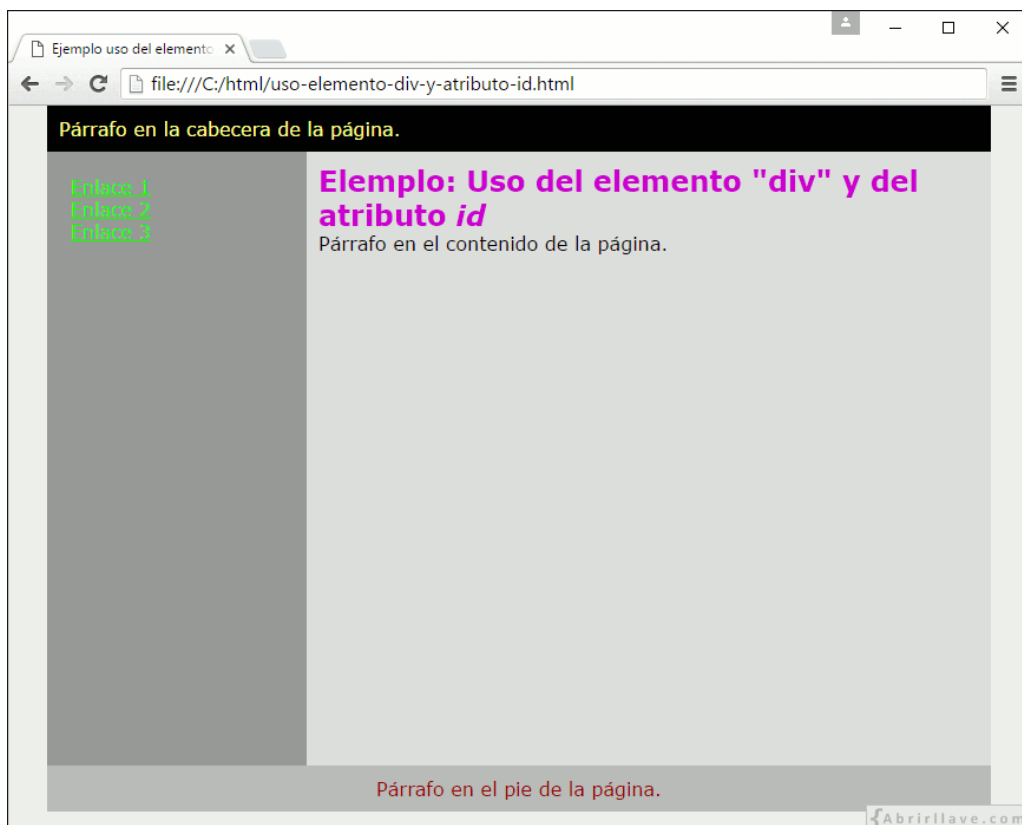 Ejemplo uso del elemento
file:///C:/html/uso-elemento-div-y-atributo-id.html
Párrafo en la cabecera de la página.
Enlace 1
Enlace 2
Enlace 3
Elemplo: Uso del elemento "div" y del
atributo id
Párrafo en el contenido de la página.
Párrafo en el pie de la página.
{Abrirllave.com